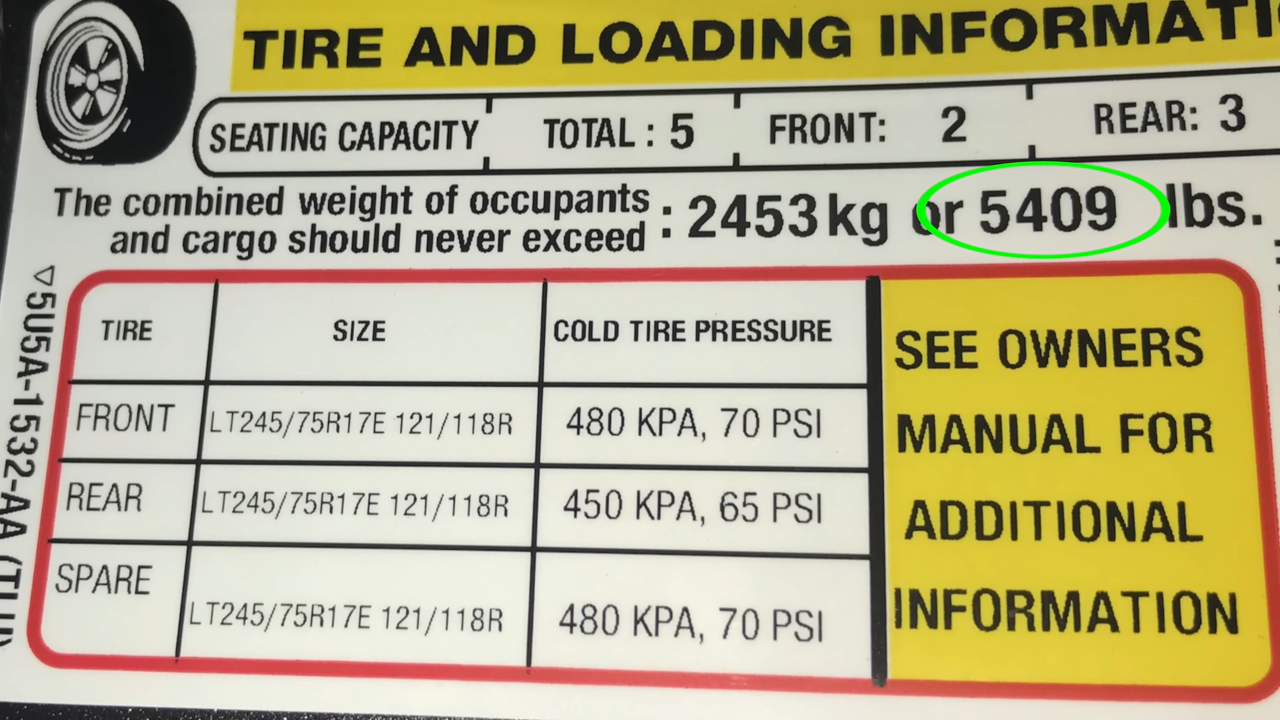 TIRE AND LOADING INFORMATI
SEATING CAPACITY TOTAL : 5 FRONT: 2 REAR: 3
The combined weight of occupants
and cargo should never exceed : 2453 kg or 5409 lbs.
TIRE SIZE COLD TIRE PRESSURE
FRONT LT245/75R17E 121/118R 480 KPA, 70 PSI
REAR LT245/75R17E 121/118R 450 KPA, 65 PSI
SPARE LT245/75R17E 121/118R 480 KPA, 70 PSI
SEE OWNERS
MANUAL FOR
ADDITIONAL
INFORMATION
▽5U5A-1532-AA